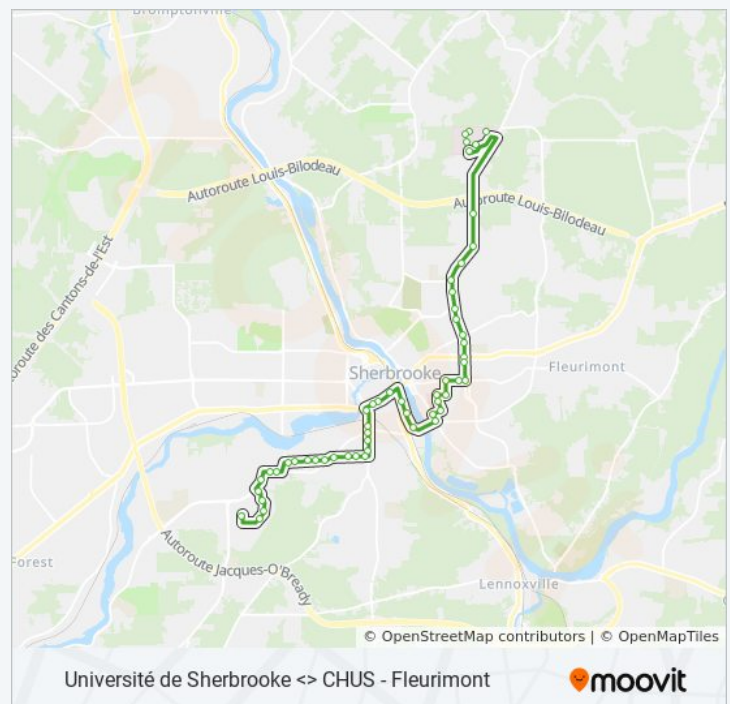 Bromptonville
Autoroute Louis-Bilodeau
Autoroute Louis-Bilodeau
oroute des Cantons-de-l'Est
Sherbrooke
Fleurimont
Forest
Autoroute Jacques-O'Bready
Lennoxville
© OpenStreetMap contributors | © OpenMapTiles
Université de Sherbrooke <> CHUS - Fleurimont
moovit